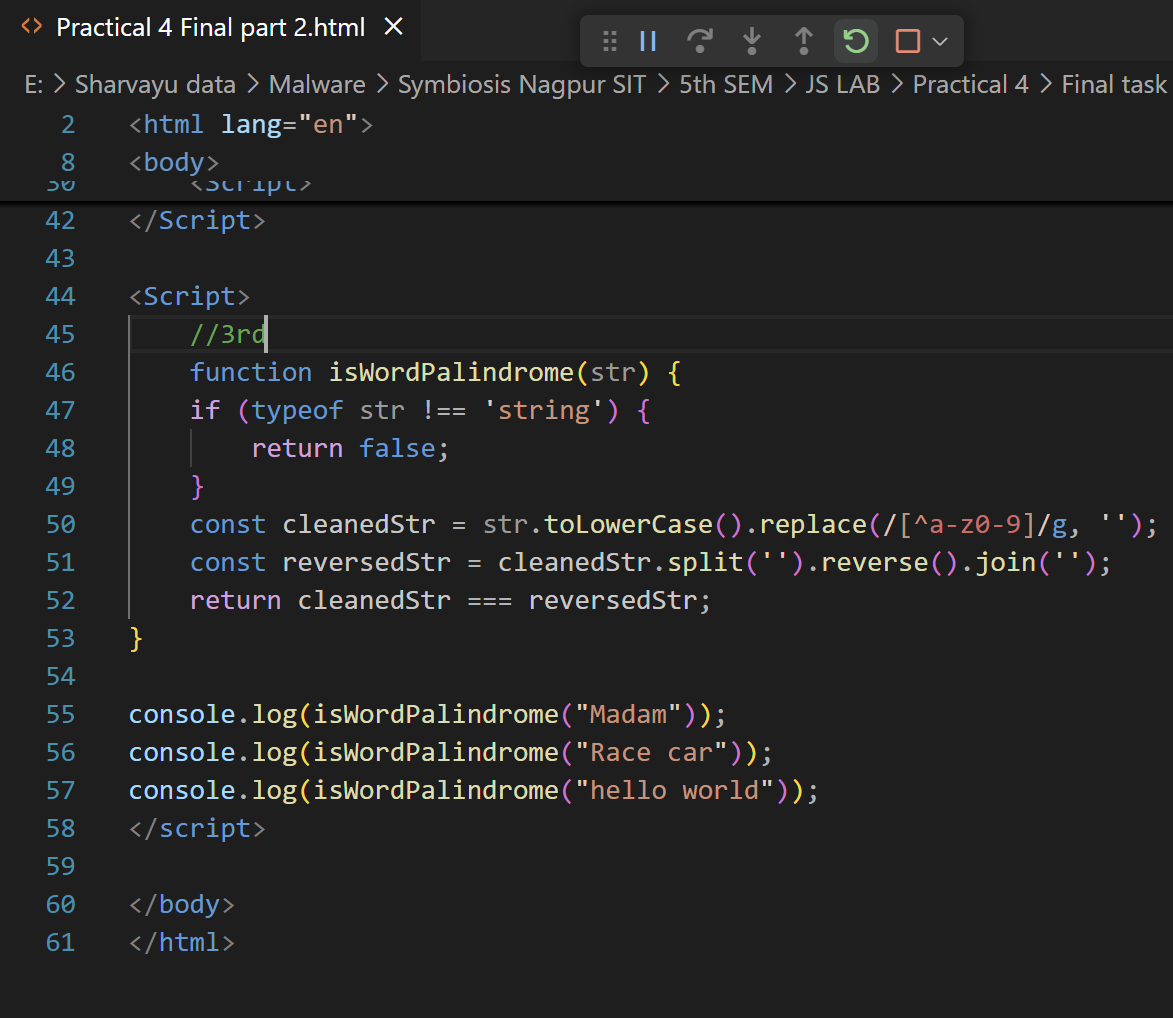 Practical 4 Final part 2.html
E: > Sharvayu data > Malware > Symbiosis Nagpur SIT > 5th SEM > JS LAB > Practical 4 > Final task
2 <html lang="en">
8 <body>
30 <Script>
42 </Script>
43
44 <Script>
45 //3rd
46 function isWordPalindrome(str) {
47 if (typeof str !== 'string') {
48 return false;
49 }
50 const cleanedStr = str.toLowerCase().replace(/[^a-z0-9]/g, '');
51 const reversedStr = cleanedStr.split('').reverse().join('');
52 return cleanedStr === reversedStr;
53 }
54
55 console.log(isWordPalindrome("Madam"));
56 console.log(isWordPalindrome("Race car"));
57 console.log(isWordPalindrome("hello world"));
58 </script>
59
60 </body>
61 </html>